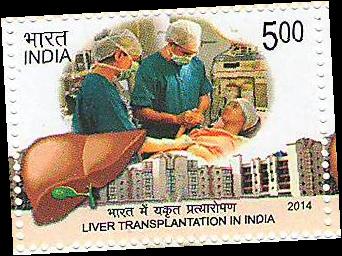 भारत
INDIA
5.00
भारत में यकृत प्रत्यारोपण
LIVER TRANSPLANTATION IN INDIA
2014